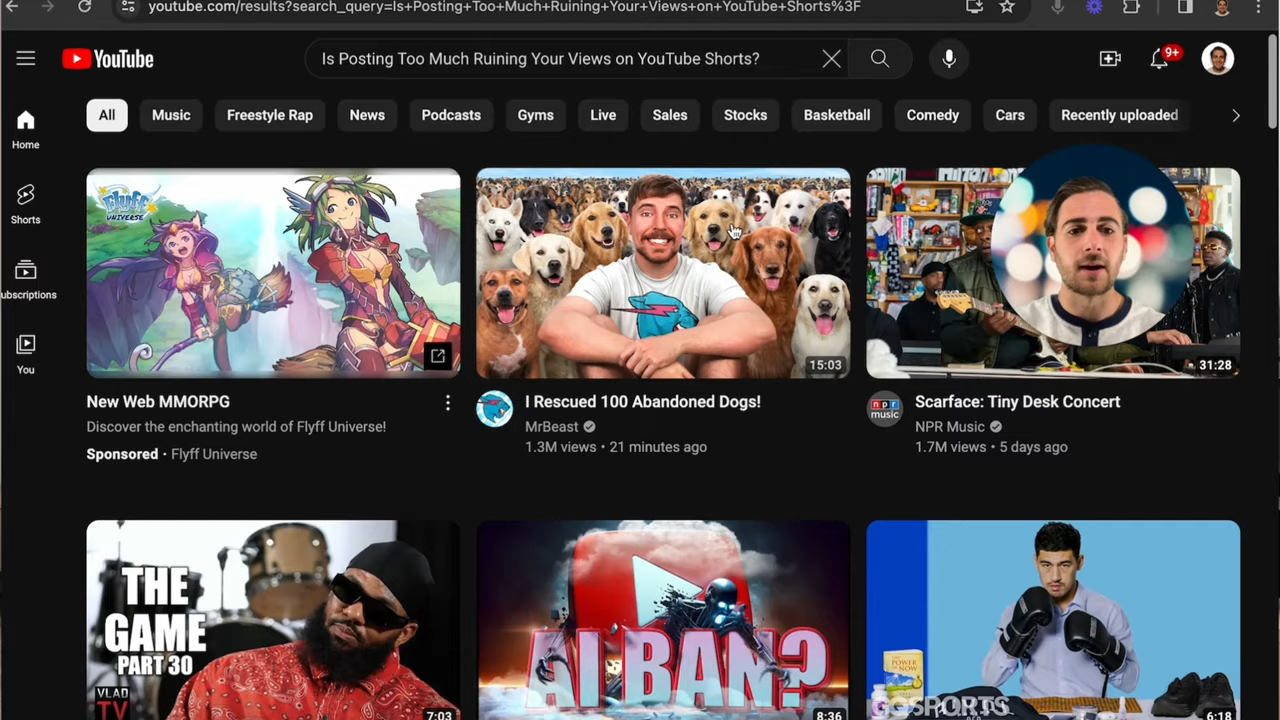 youtube.com/results?search_query=Is+Posting+Too+Much+Ruining+Your+Views+on+YouTube+Shorts%3F
YouTube
Is Posting Too Much Ruining Your Views on YouTube Shorts?
9+
All
Music
Freestyle Rap
News
Podcasts
Gyms
Live
Sales
Stocks
Basketball
Comedy
Cars
Recently uploaded
Home
Shorts
ubscriptions
You
Flyff
UNIVERSE
15:03
31:28
New Web MMORPG
Discover the enchanting world of Flyff Universe!
Sponsored · Flyff Universe
I Rescued 100 Abandoned Dogs!
MrBeast
1.3M views · 21 minutes ago
npr
music
Scarface: Tiny Desk Concert
NPR Music
1.7M views · 5 days ago
THE
GAME
PART 30
VLAD
TV
7:03
AI BAN?
8:36
THE
POWER OF
NOW
GQSPORTS
6:18